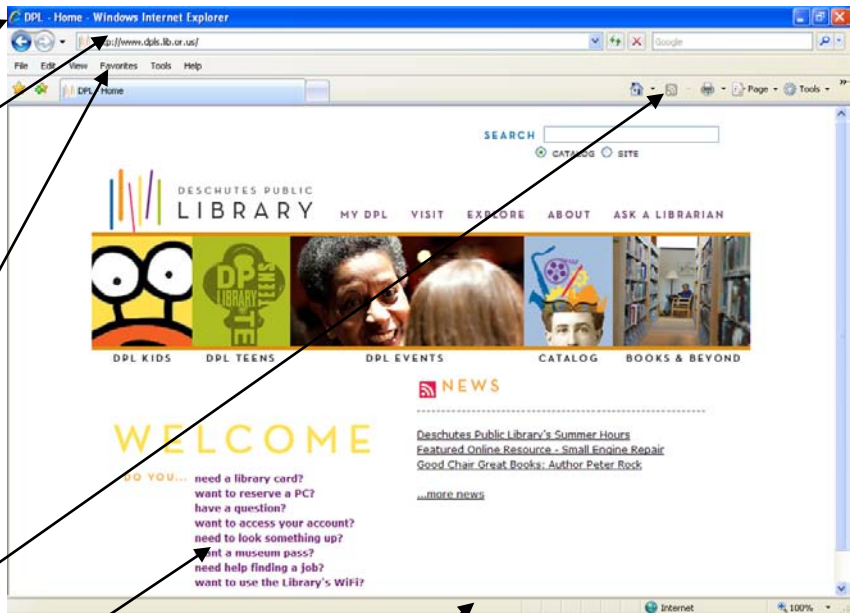 DPL - Home - Windows Internet Explorer
://www.dpls.lib.or.us/
Google
File Edit View Favorites Tools Help
DPL Home
Page Tools
SEARCH
CATALOG SITE
DESCHUTES PUBLIC
LIBRARY
MY DPL VISIT EXPLORE ABOUT ASK A LIBRARIAN
DP
LIBRARY
TEENS
TE
DPL KIDS DPL TEENS DPL EVENTS CATALOG BOOKS & BEYOND
NEWS
Deschutes Public Library's Summer Hours
Featured Online Resource - Small Engine Repair
Good Chair Great Books: Author Peter Rock
...more news
WELCOME
DO YOU... need a library card?
want to reserve a PC?
have a question?
want to access your account?
need to look something up?
want a museum pass?
need help finding a job?
want to use the Library's WiFi?
Internet 100%